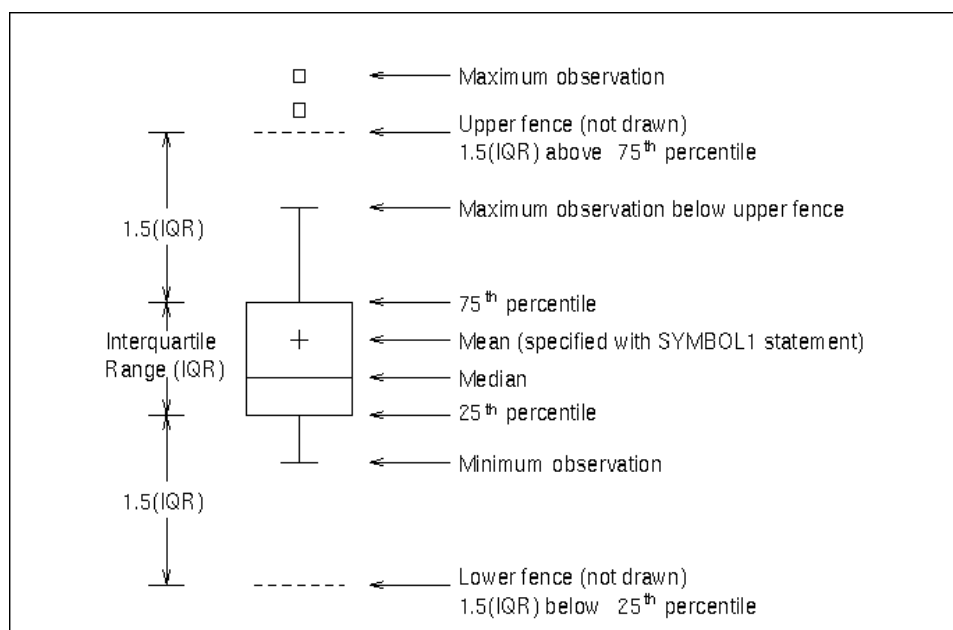 Maximum observation
Upper fence (not drawn)
1.5(IQR) above 75th percentile
Maximum observation below upper fence
1.5(IQR)
75th percentile
Mean (specified with SYMBOL1 statement)
Interquartile
Range (IQR)
Median
25th percentile
Minimum observation
1.5(IQR)
Lower fence (not drawn)
1.5(IQR) below 25th percentile